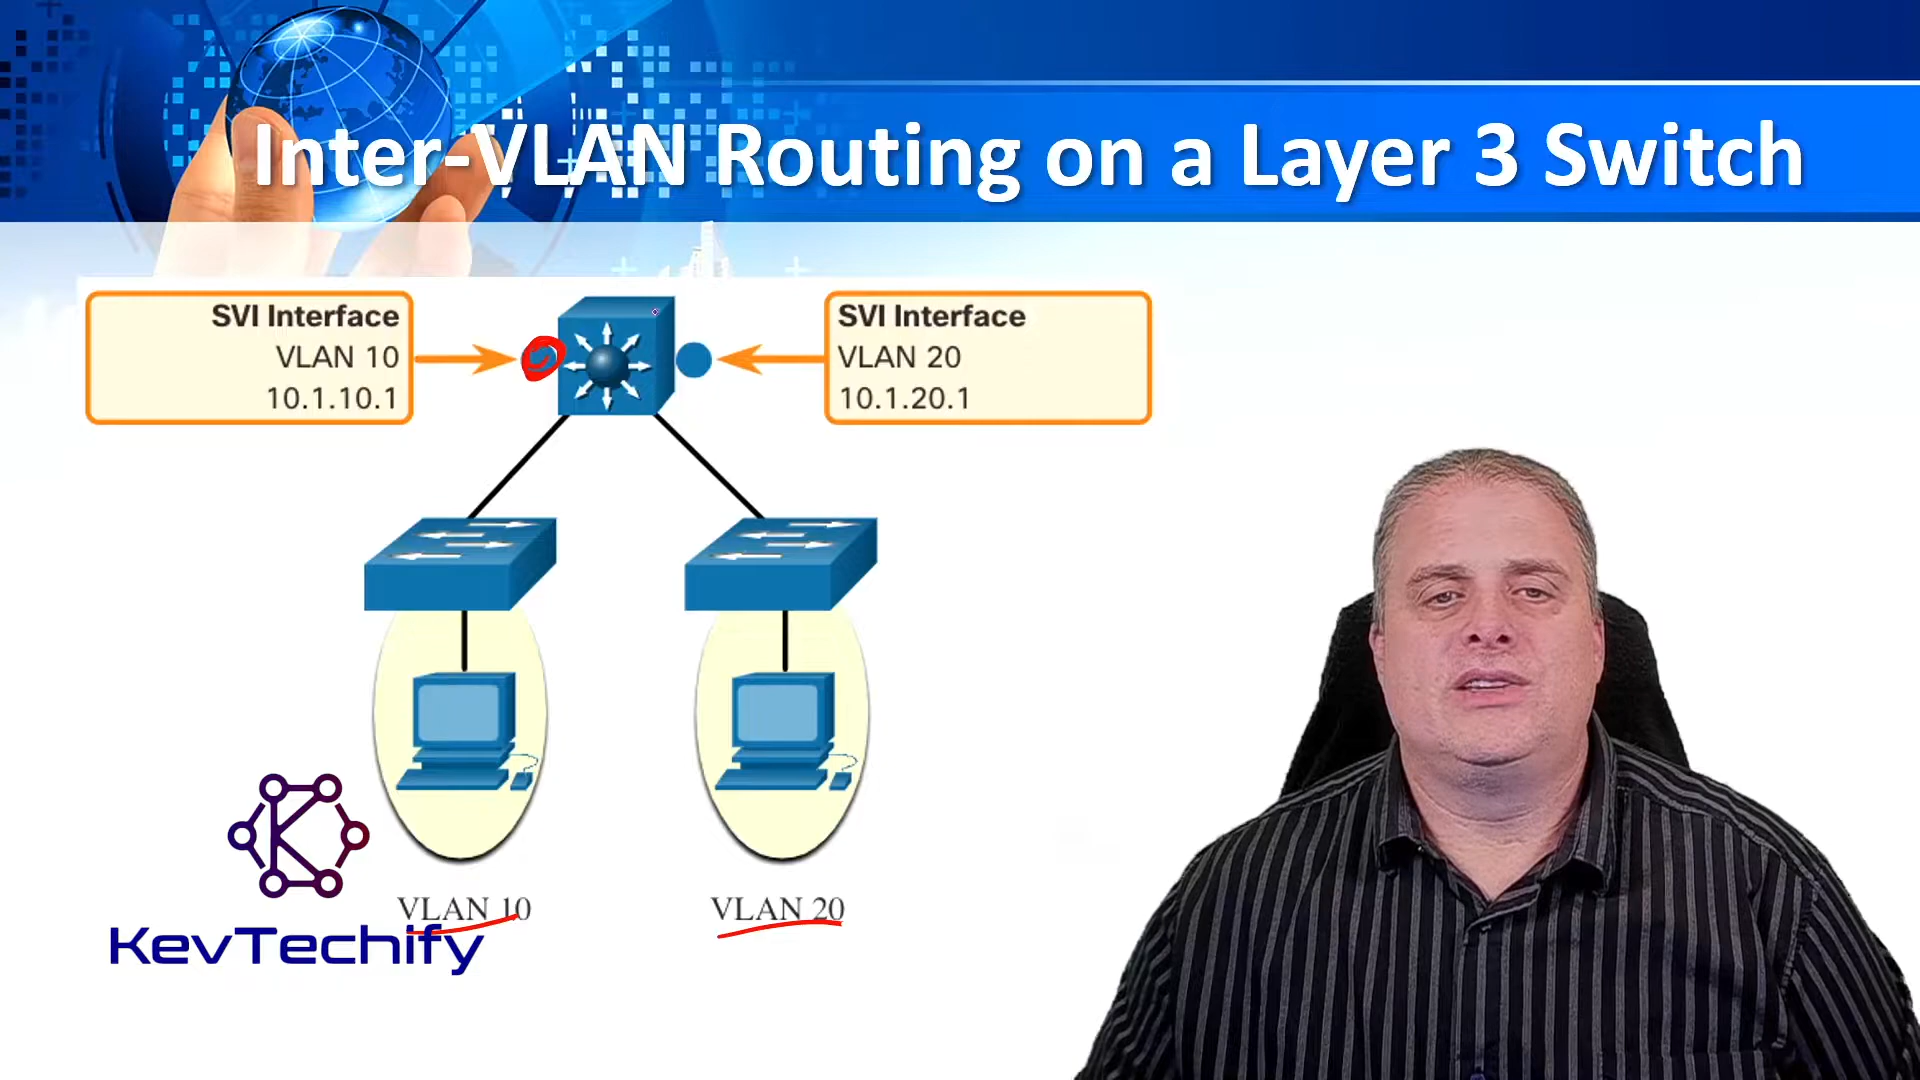 Inter-VLAN Routing on a Layer 3 Switch
SVI Interface
VLAN 10
10.1.10.1
SVI Interface
VLAN 20
10.1.20.1
VLAN 10
VLAN 20
KevTechify